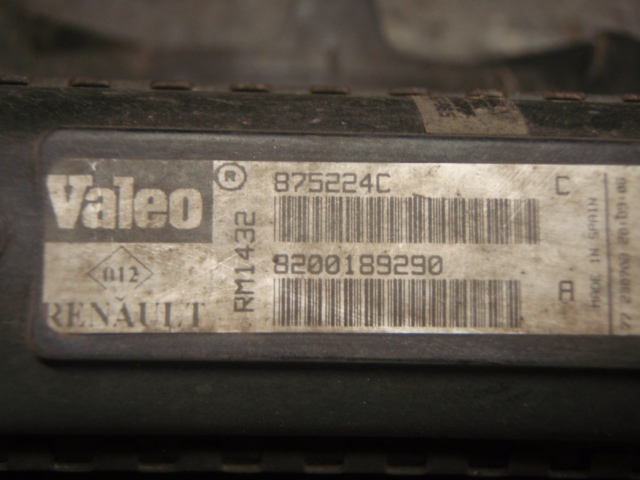 Valeo ®
012
RENAULT
RM1432
875224C C
8200189290 A
MADE IN SPAIN